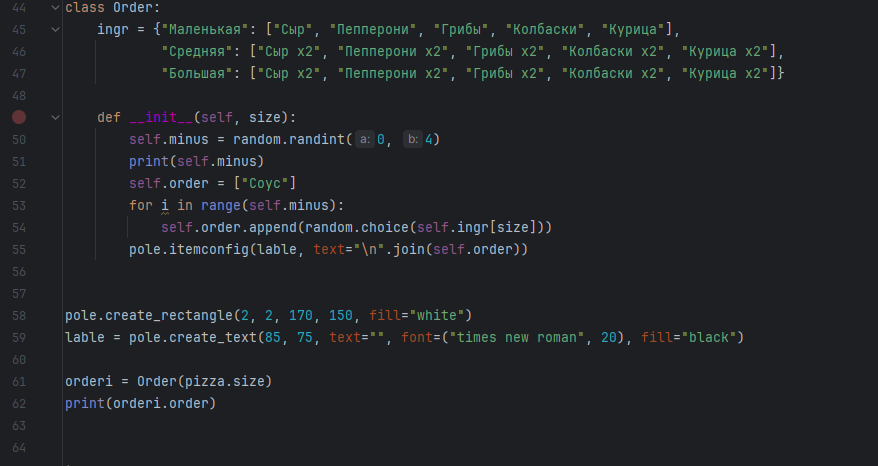 44 class Order:
45     ingr = {"Маленькая": ["Сыр", "Пепперони", "Грибы", "Колбаски", "Курица"],
46             "Средняя": ["Сыр x2", "Пепперони x2", "Грибы x2", "Колбаски x2", "Курица x2"],
47             "Большая": ["Сыр x2", "Пепперони x2", "Грибы x2", "Колбаски x2", "Курица x2"]}
48
    def __init__(self, size):
50         self.minus = random.randint( a: 0, b: 4)
51         print(self.minus)
52         self.order = ["Соус"]
53         for i in range(self.minus):
54             self.order.append(random.choice(self.ingr[size]))
55         pole.itemconfig(lable, text="\n".join(self.order))
56
57
58 pole.create_rectangle(2, 2, 170, 150, fill="white")
59 lable = pole.create_text(85, 75, text="", font=("times new roman", 20), fill="black")
60
61 orderi = Order(pizza.size)
62 print(orderi.order)
63
64